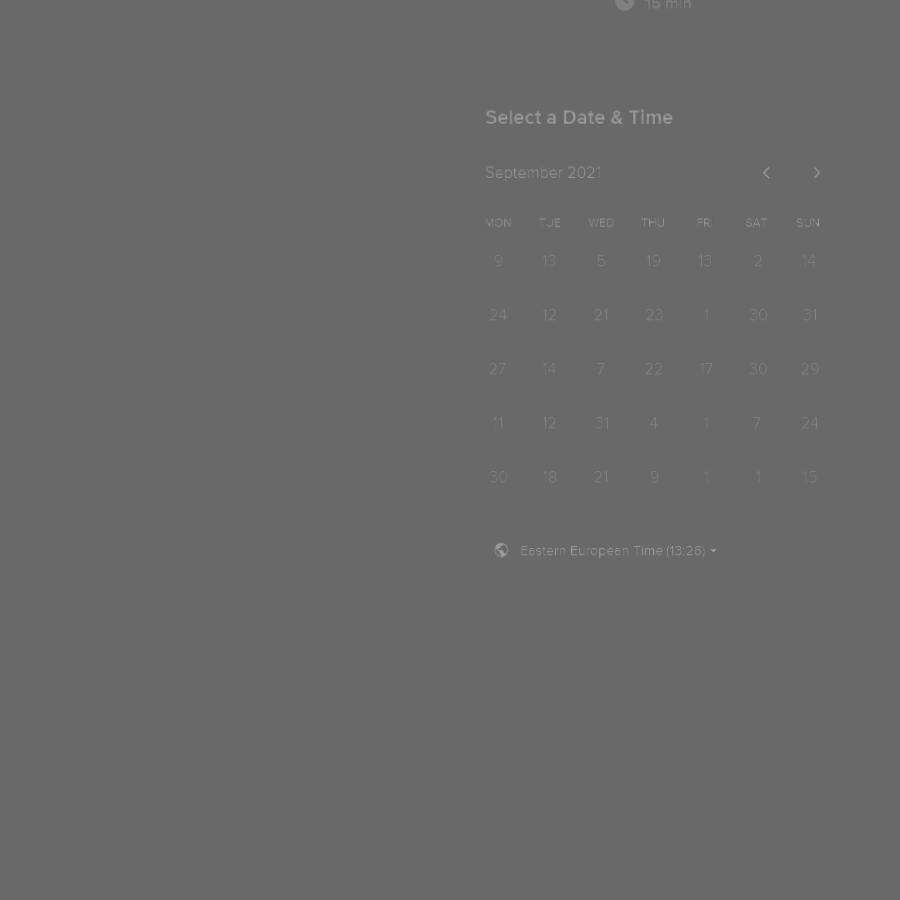 15 min
Select a Date & Time
September 2021
MON TUE WED THU FRI SAT SUN
9 13 5 19 13 2 14
24 12 21 23 1 30 31
27 14 7 22 17 30 29
11 12 31 4 1 7 24
30 18 21 9 1 1 15
Eastern European Time (13:26)